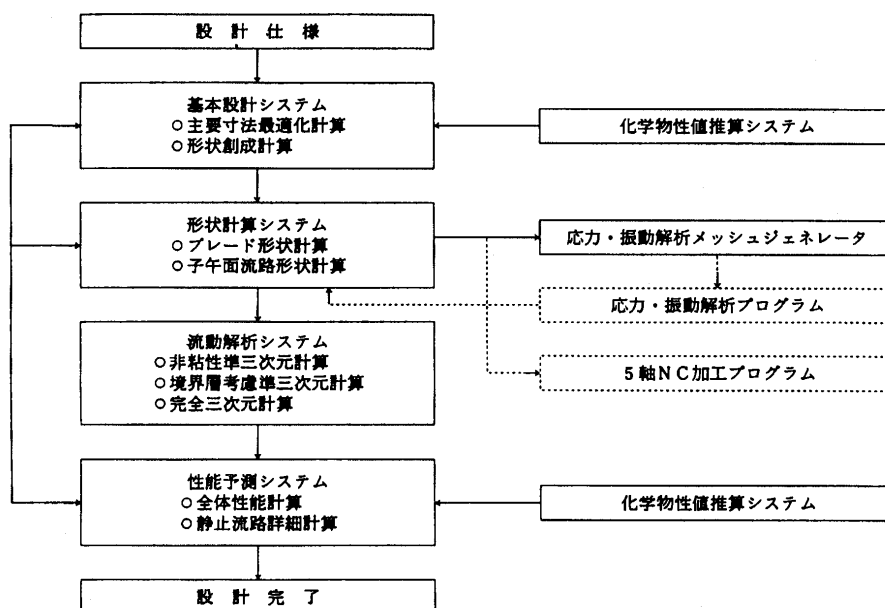 設計仕様
基本設計システム
○主要寸法最適化計算
○形状創成計算
化学物性値推算システム
形状計算システム
○ブレード形状計算
○子午面流路形状計算
応力・振動解析メッシュジェネレータ
応力・振動解析プログラム
流動解析システム
○非粘性準三次元計算
○境界層考慮準三次元計算
○完全三次元計算
5軸NC加工プログラム
性能予測システム
○全体性能計算
○静止流路詳細計算
化学物性値推算システム
設計完了